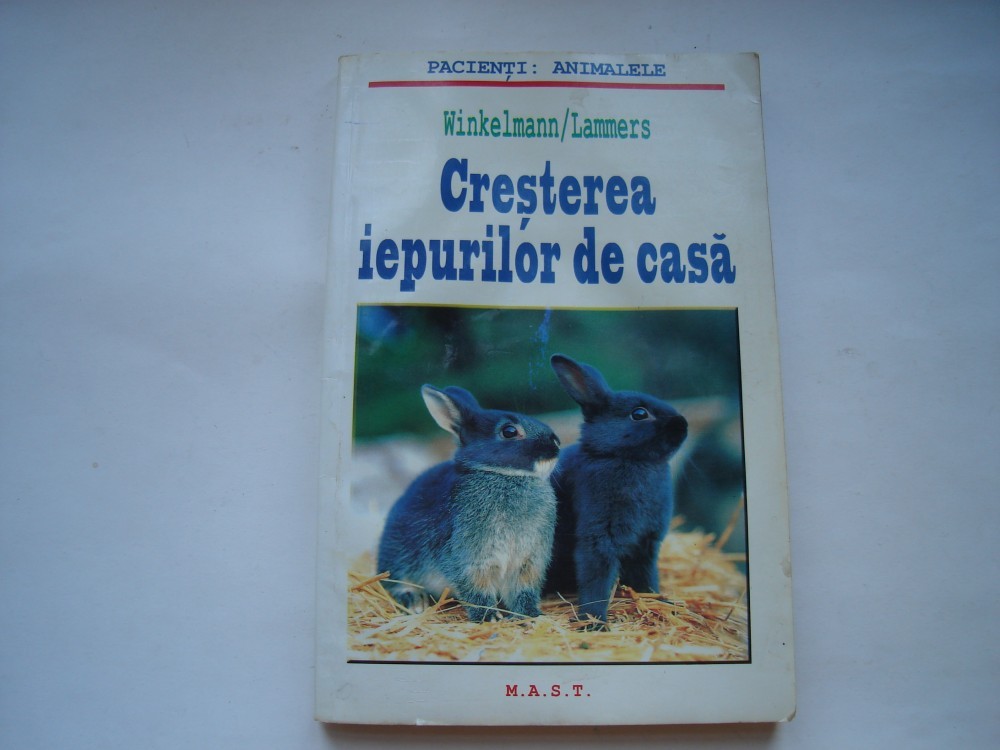 PACIENȚI: ANIMALELE
Winkelmann/Lammers
Creșterea
iepurilor de casă
M.A.S.T.